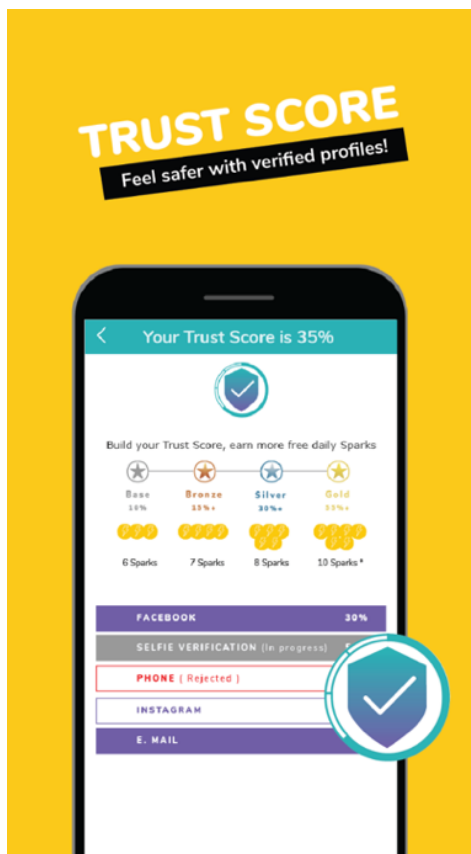 TRUST SCORE
Feel safer with verified profiles!
Your Trust Score is 35%
Build your Trust Score, earn more free daily Sparks
Base Bronze Silver Gold
10% 30%+
6 Sparks 7 Sparks 8 Sparks 10 Sparks *
FACEBOOK 30%
SELFIE VERIFICATION (In progress)
PHONE ( Rejected )
INSTAGRAM
E. MAIL